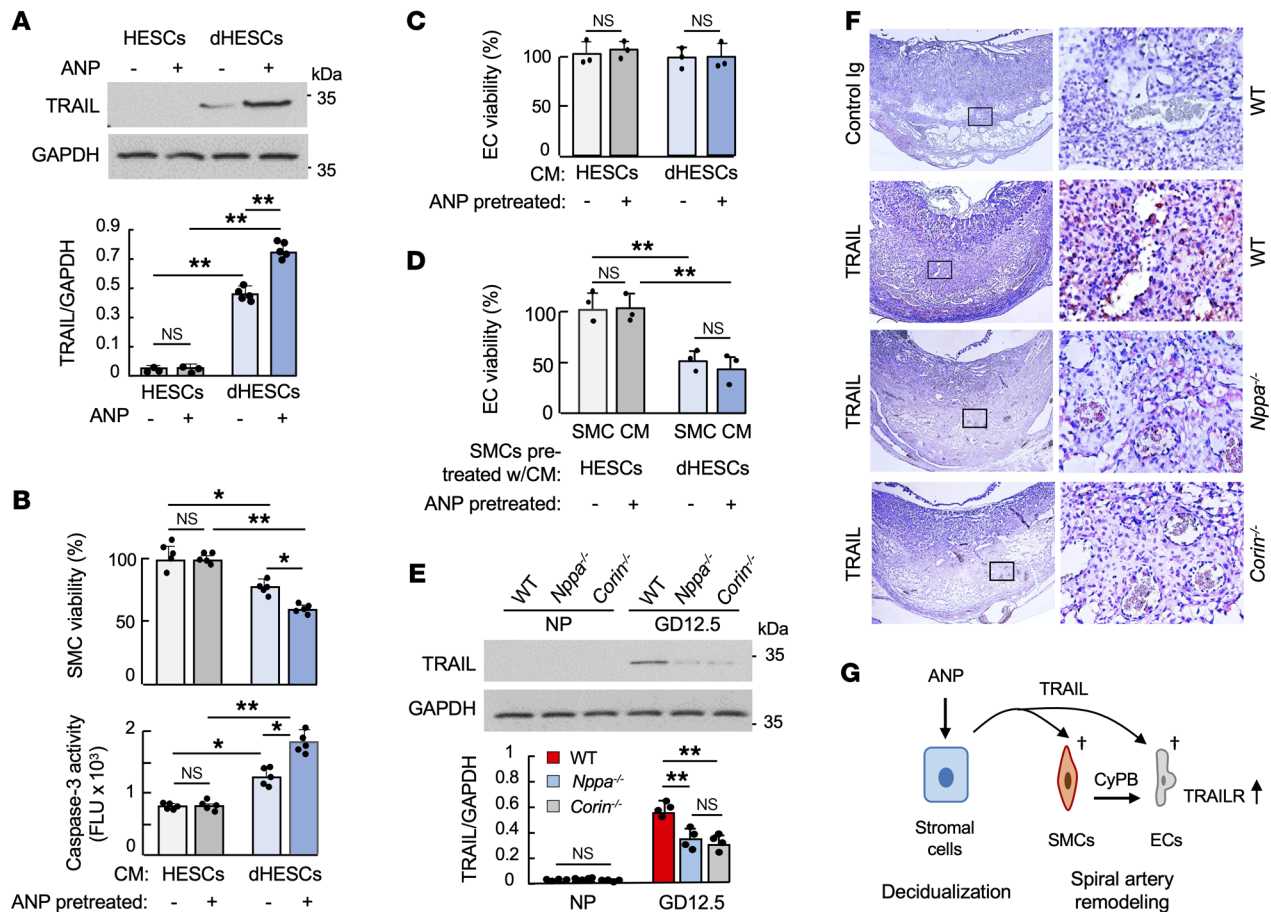 A
HESCs dHESCs
ANP - + - + kDa
TRAIL 35
GAPDH
35
** 
**
**
NS
TRAIL/GAPDH
0.9
0.7
0.5
0.3
0.1
0
HESCs dHESCs
ANP - + - +
B
*
NS **
*
SMC viability (%)
100
50
0
**
*
*
NS
Caspase-3 activity
(FLU x 10³)
2
1
0
CM: HESCs dHESCs
ANP pretreated: - + - +
C
NS NS
EC viability (%)
100
50
0
CM: HESCs dHESCs
ANP pretreated: - + - +
D
**
NS **
NS
EC viability (%)
100
50
0
SMC CM SMC CM
SMCs pre-
treated w/CM: HESCs dHESCs
ANP pretreated: - + - +
E
WT Nppa-/- Corin-/- WT Nppa-/- Corin-/-
NP GD12.5
kDa
TRAIL 35
GAPDH
35
TRAIL/GAPDH
1
0.8
0.6
0.4
0.2
0
WT
Nppa-/-
Corin-/-
**
**
NS
NS
NP GD12.5
F
Control Ig WT
TRAIL WT
TRAIL Nppa-/-
TRAIL Corin-/-
G
ANP TRAIL
† †
CyPB
TRAILR
Stromal
cells
SMCs ECs
Decidualization
Spiral artery
remodeling